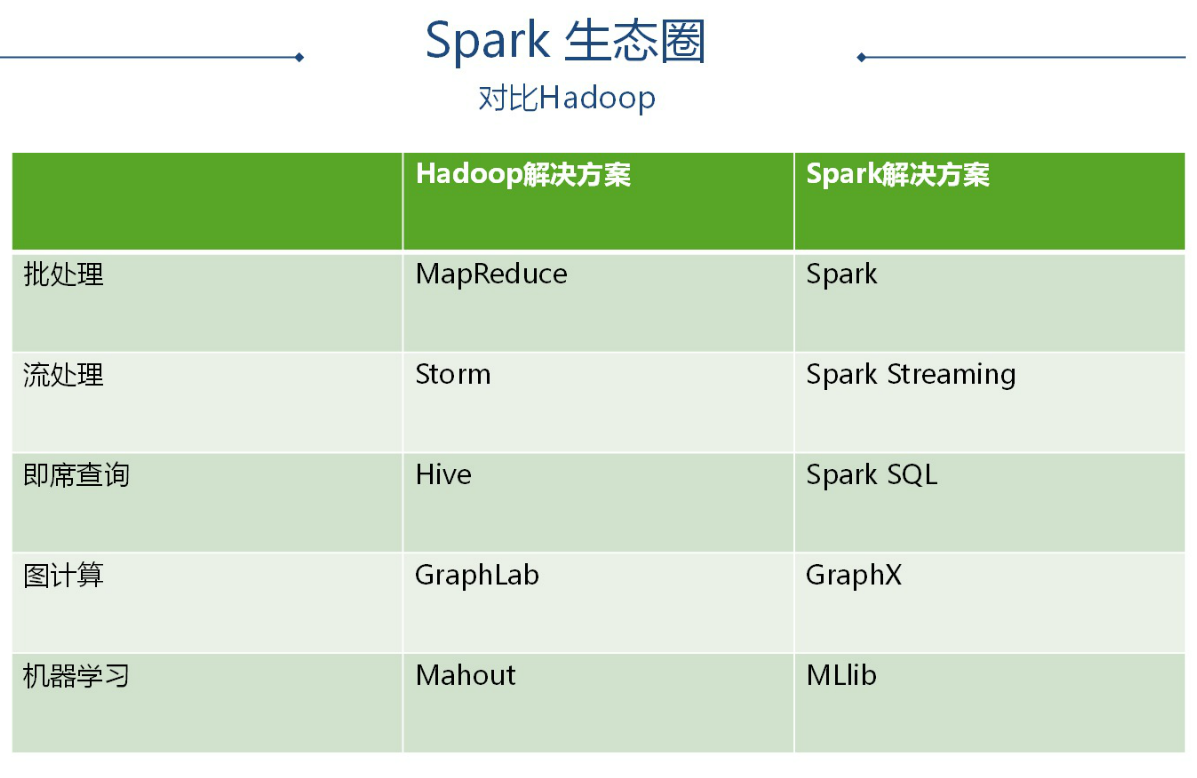 Spark 生态圈
对比Hadoop
Hadoop解决方案 Spark解决方案
批处理 MapReduce Spark
流处理 Storm Spark Streaming
即席查询 Hive Spark SQL
图计算 GraphLab GraphX
机器学习 Mahout MLlib